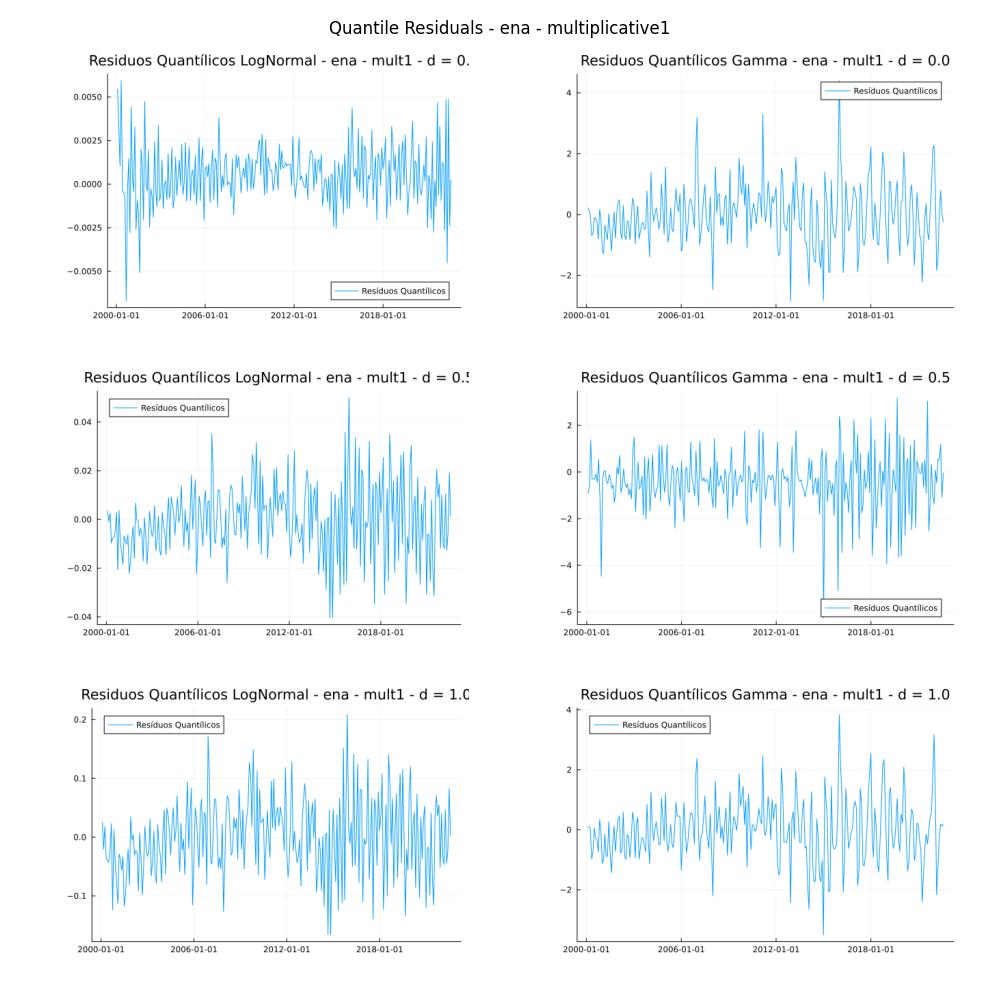 Quantile Residuals - ena - multiplicative1
Residuos Quantílicos LogNormal - ena - mult1 - d = 0.
Residuos Quantílicos Gamma - ena - mult1 - d = 0.0
0.0050
0.0025
0.0000
−0.0025
−0.0050
Resíduos Quantílicos
2000-01-01 2006-01-01 2012-01-01 2018-01-01
4
2
0
−2
Resíduos Quantílicos
2000-01-01 2006-01-01 2012-01-01 2018-01-01
Residuos Quantílicos LogNormal - ena - mult1 - d = 0.5
Residuos Quantílicos Gamma - ena - mult1 - d = 0.5
0.04
0.02
0.00
−0.02
−0.04
Resíduos Quantílicos
2000-01-01 2006-01-01 2012-01-01 2018-01-01
2
0
−2
−4
−6
Resíduos Quantílicos
2000-01-01 2006-01-01 2012-01-01 2018-01-01
Residuos Quantílicos LogNormal - ena - mult1 - d = 1.0
Residuos Quantílicos Gamma - ena - mult1 - d = 1.0
0.2
0.1
0.0
−0.1
Resíduos Quantílicos
2000-01-01 2006-01-01 2012-01-01 2018-01-01
4
2
0
−2
Resíduos Quantílicos
2000-01-01 2006-01-01 2012-01-01 2018-01-01